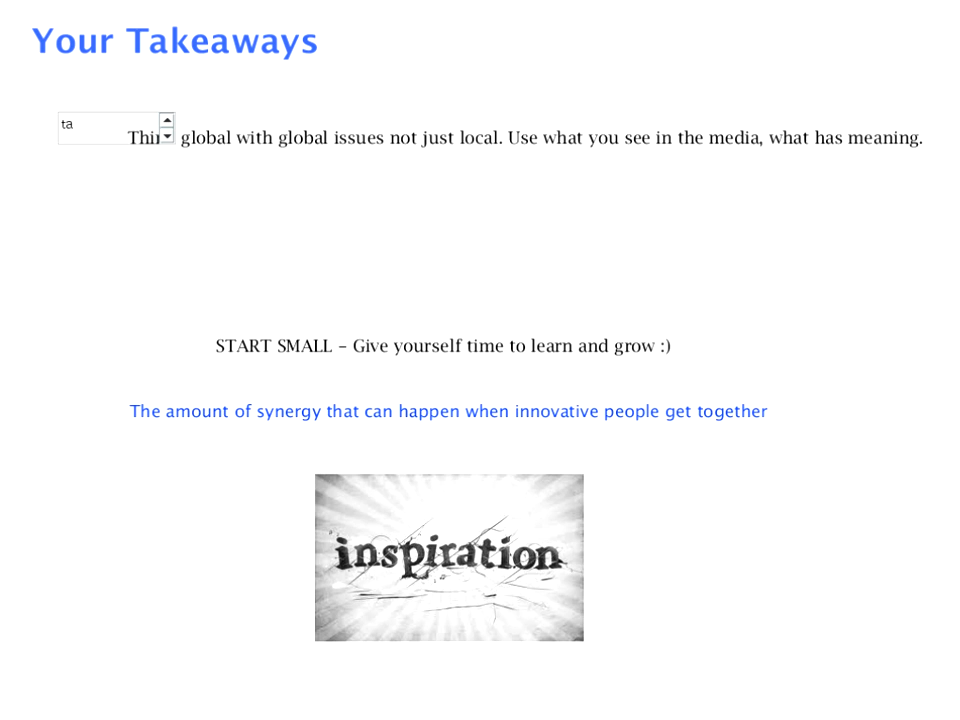 Your Takeaways
ta
global with global issues not just local. Use what you see in the media, what has meaning.
START SMALL – Give yourself time to learn and grow :)
The amount of synergy that can happen when innovative people get together
inspiration